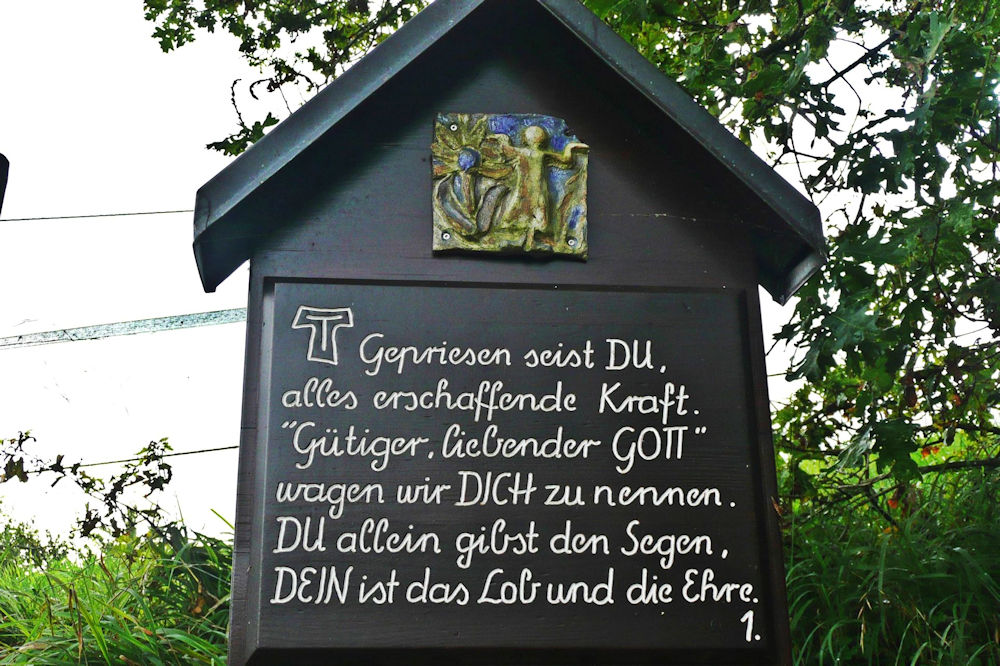 Gepriesen seist DU,
alles erschaffende Kraft.
"Gütiger, liebender GOTT"
wagen wir DICH zu nennen.
DU allein gibst den Segen,
DEIN ist das Lob und die Ehre.
1.